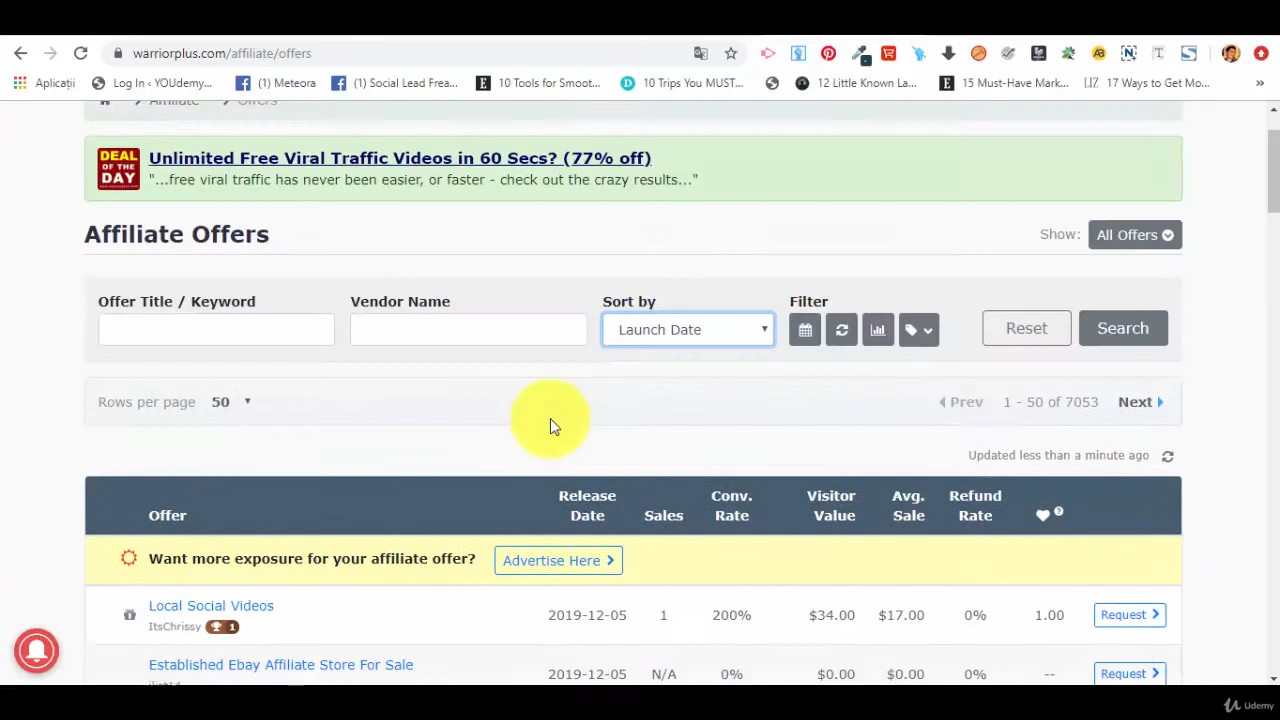 warriorplus.com/affiliate/offers
Aplicații
Log In ‹ YOUdemy...
(1) Meteora
(1) Social Lead Frea...
10 Tools for Smoot...
10 Trips You MUST...
12 Little Known La...
15 Must-Have Mark...
17 Ways to Get Mo...
»
Affiliate
Offers
DEAL
OF THE
DAY
Unlimited Free Viral Traffic Videos in 60 Secs? (77% off)
"...free viral traffic has never been easier, or faster - check out the crazy results..."
Affiliate Offers
Show: All Offers
Offer Title / Keyword
Vendor Name
Sort by
Filter
Launch Date
Reset
Search
Rows per page 50
Prev 1 - 50 of 7053 Next
Updated less than a minute ago
Offer
Release Date
Sales
Conv. Rate
Visitor Value
Avg. Sale
Refund Rate
Want more exposure for your affiliate offer? Advertise Here
Local Social Videos
2019-12-05 1 200% $34.00 $17.00 0% 1.00 Request
ItsChrissy 1
Established Ebay Affiliate Store For Sale
2019-12-05 N/A 0% $0.00 $0.00 0% -- Request
Udemy